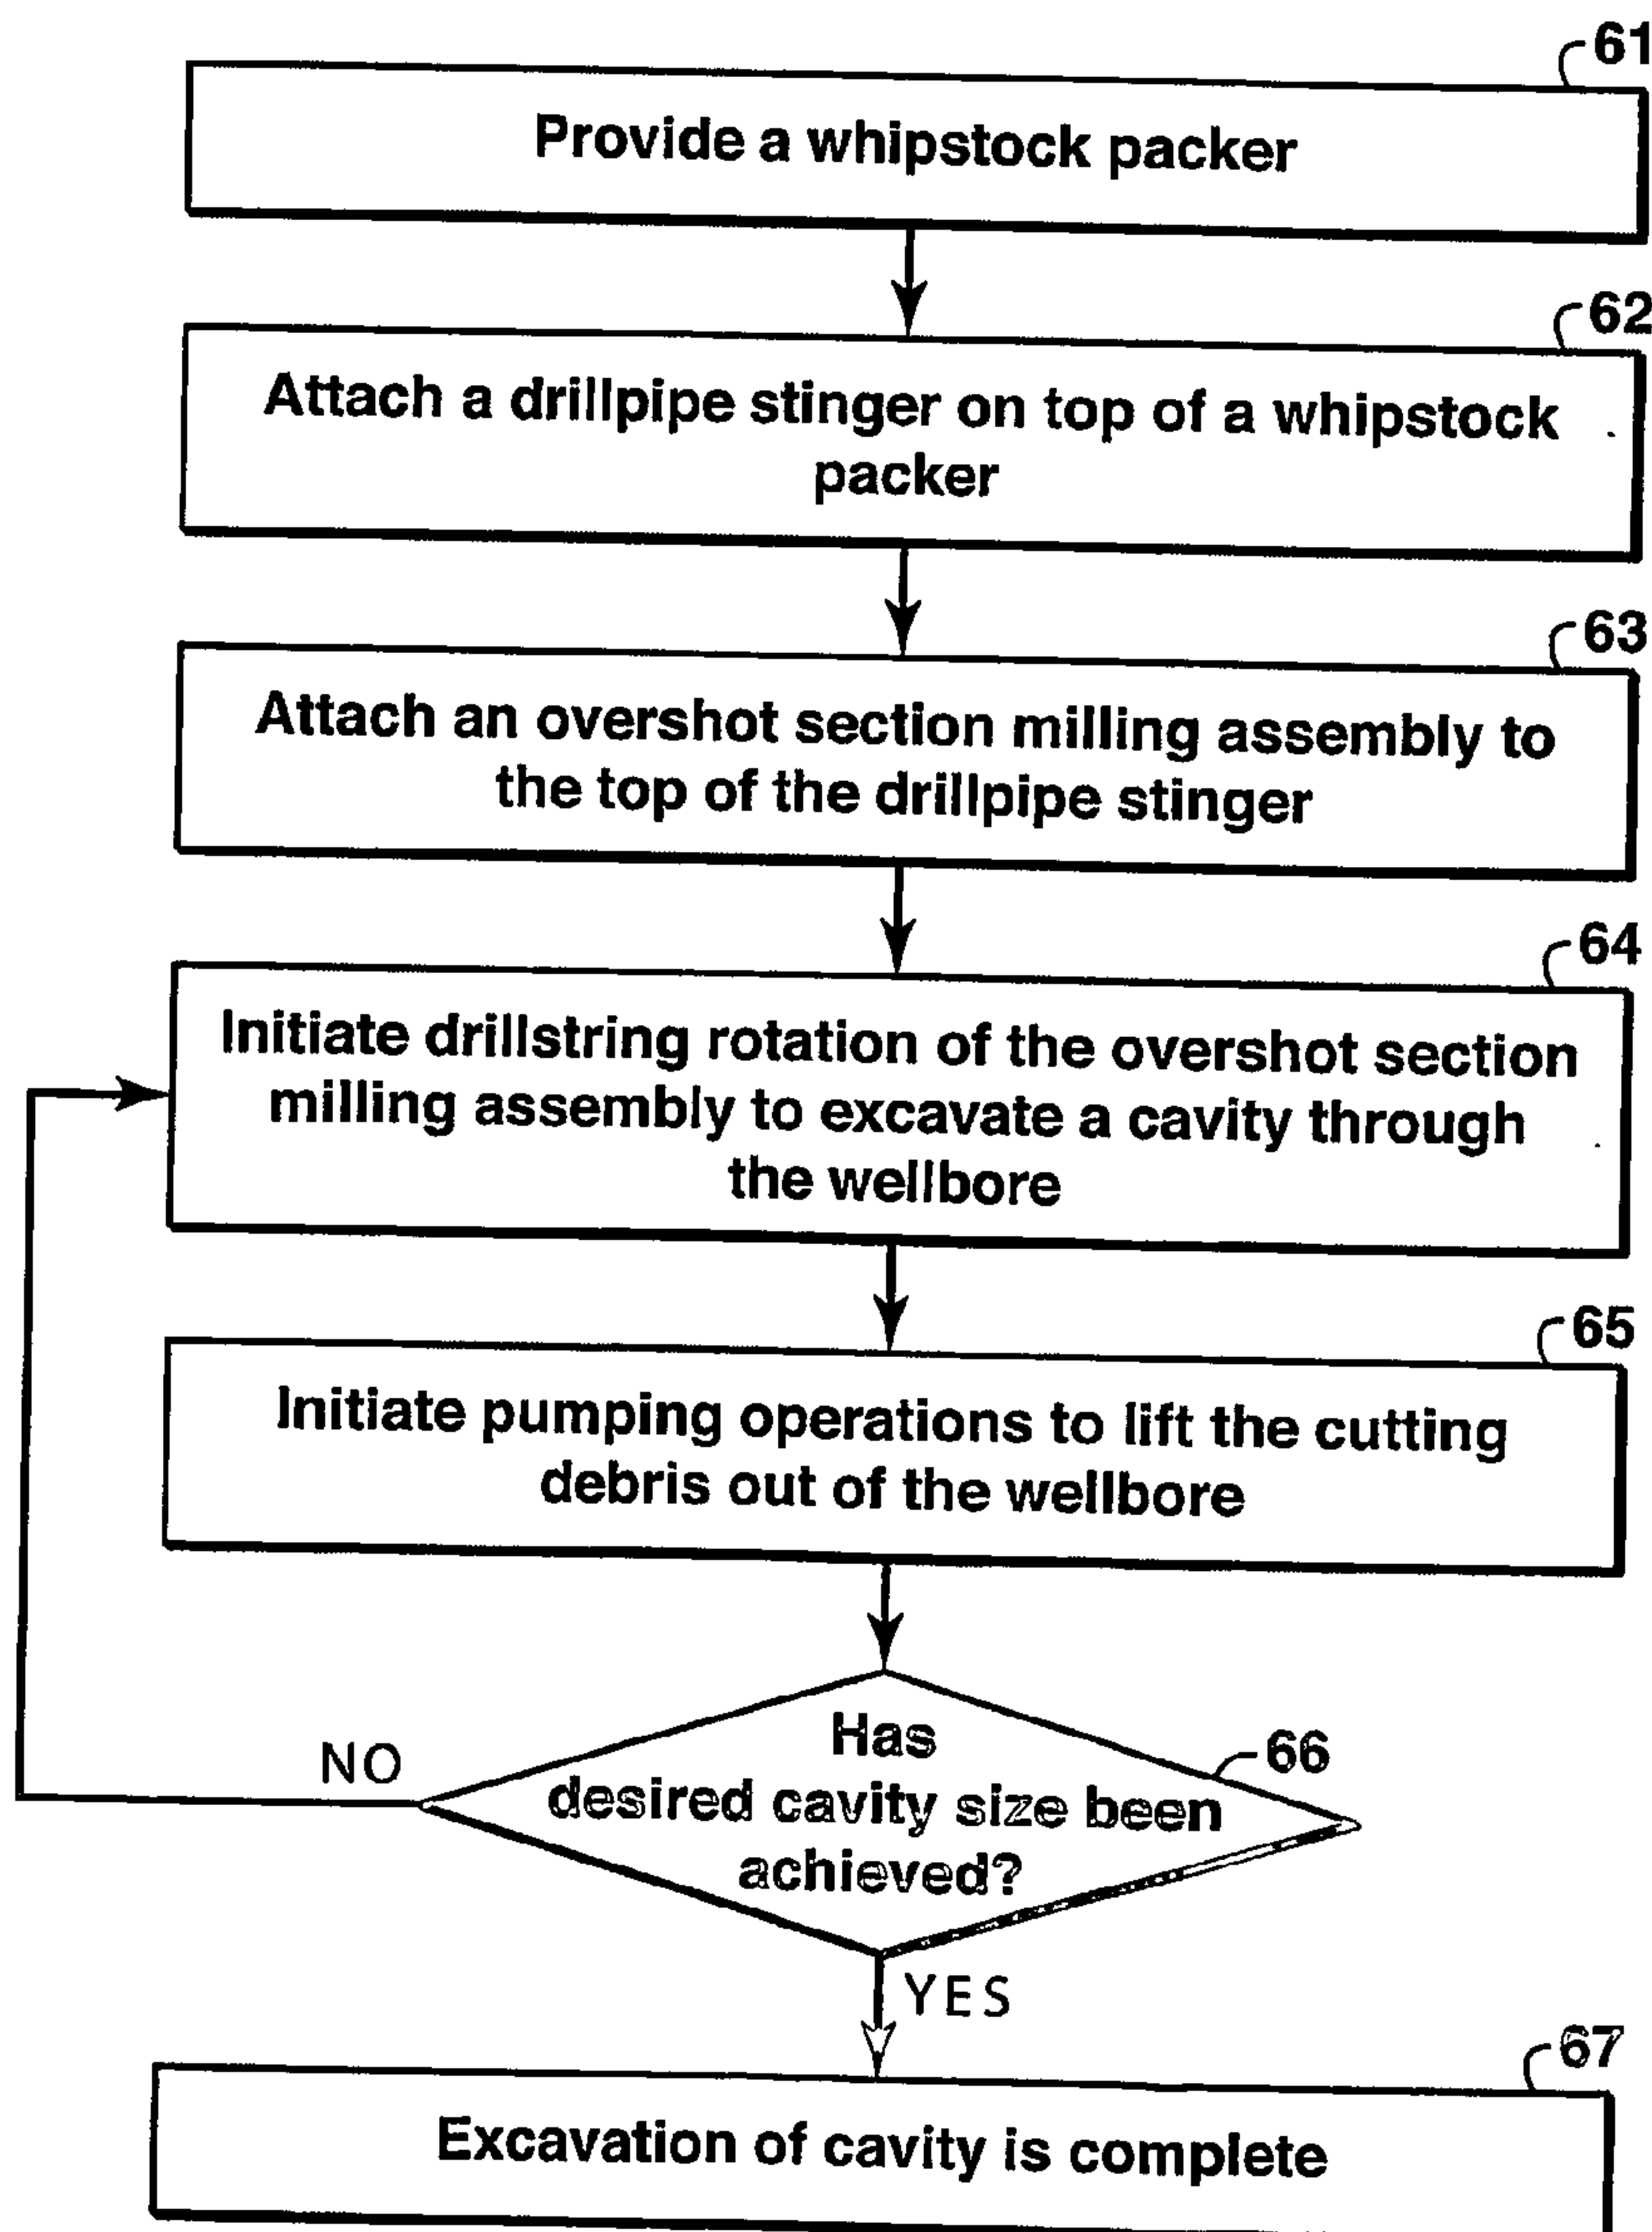 61
Provide a whipstock packer
62
Attach a drillpipe stinger on top of a whipstock
packer
63
Attach an overshot section milling assembly to
the top of the drillpipe stinger
64
Initiate drillstring rotation of the overshot section
milling assembly to excavate a cavity through
the wellbore
65
Initiate pumping operations to lift the cutting
debris out of the wellbore
66
Has
desired cavity size been
achieved?
NO
YES
67
Excavation of cavity is complete